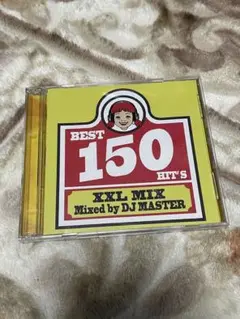 BEST
150
HIT'S
XXL MIX
Mixed by DJ MASTER